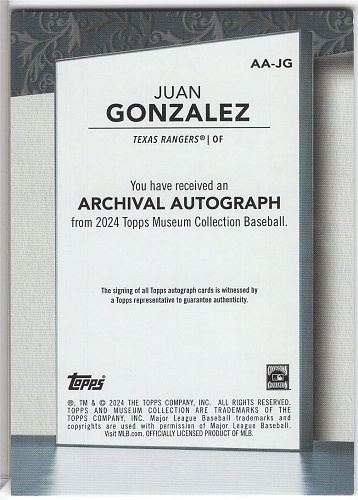 AA-JG
JUAN
GONZALEZ
TEXAS RANGERS® | OF
You have received an
ARCHIVAL AUTOGRAPH
from 2024 Topps Museum Collection Baseball.
The signing of all Topps autograph cards is witnessed by
a Topps representative to guarantee authenticity.
Topps
COOPERSTOWN
COLLECTION
®, TM & © 2024 THE TOPPS COMPANY, INC. ALL RIGHTS RESERVED.
TOPPS AND MUSEUM COLLECTION ARE TRADEMARKS OF THE
TOPPS COMPANY, INC. Major League Baseball trademarks and
copyrights are used with permission of Major League Baseball.
Visit MLB.com. OFFICIALLY LICENSED PRODUCT OF MLB.